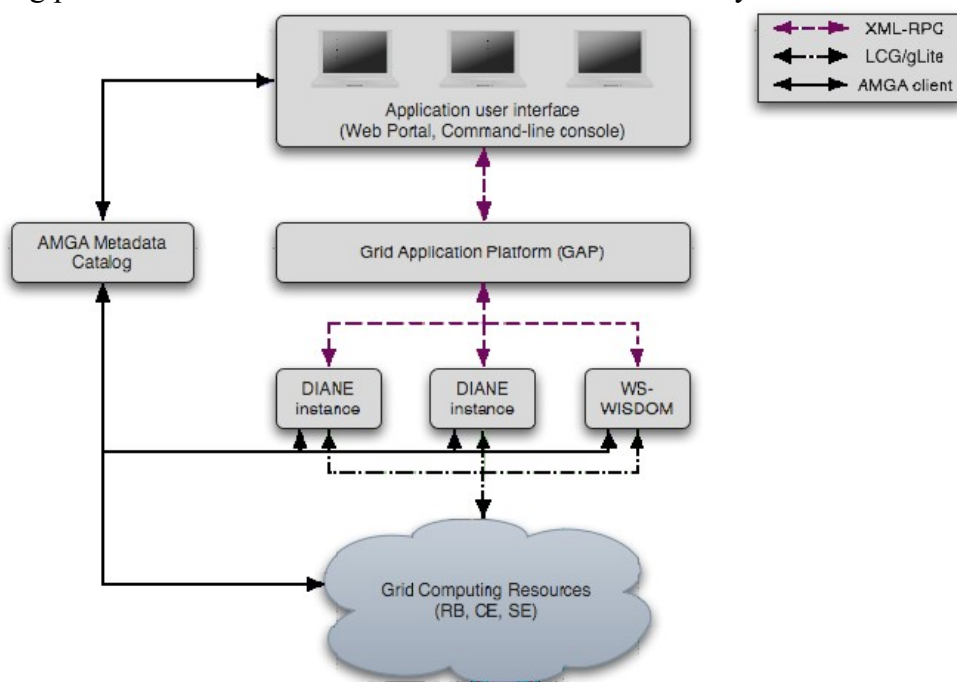 XML-RPC
LCG/gLite
AMGA client
Application user interface
(Web Portal, Command-line console)
AMGA Metadata
Catalog
Grid Application Platform (GAP)
DIANE
instance
DIANE
instance
WS-
WISDOM
Grid Computing Resources
(RB, CE, SE)